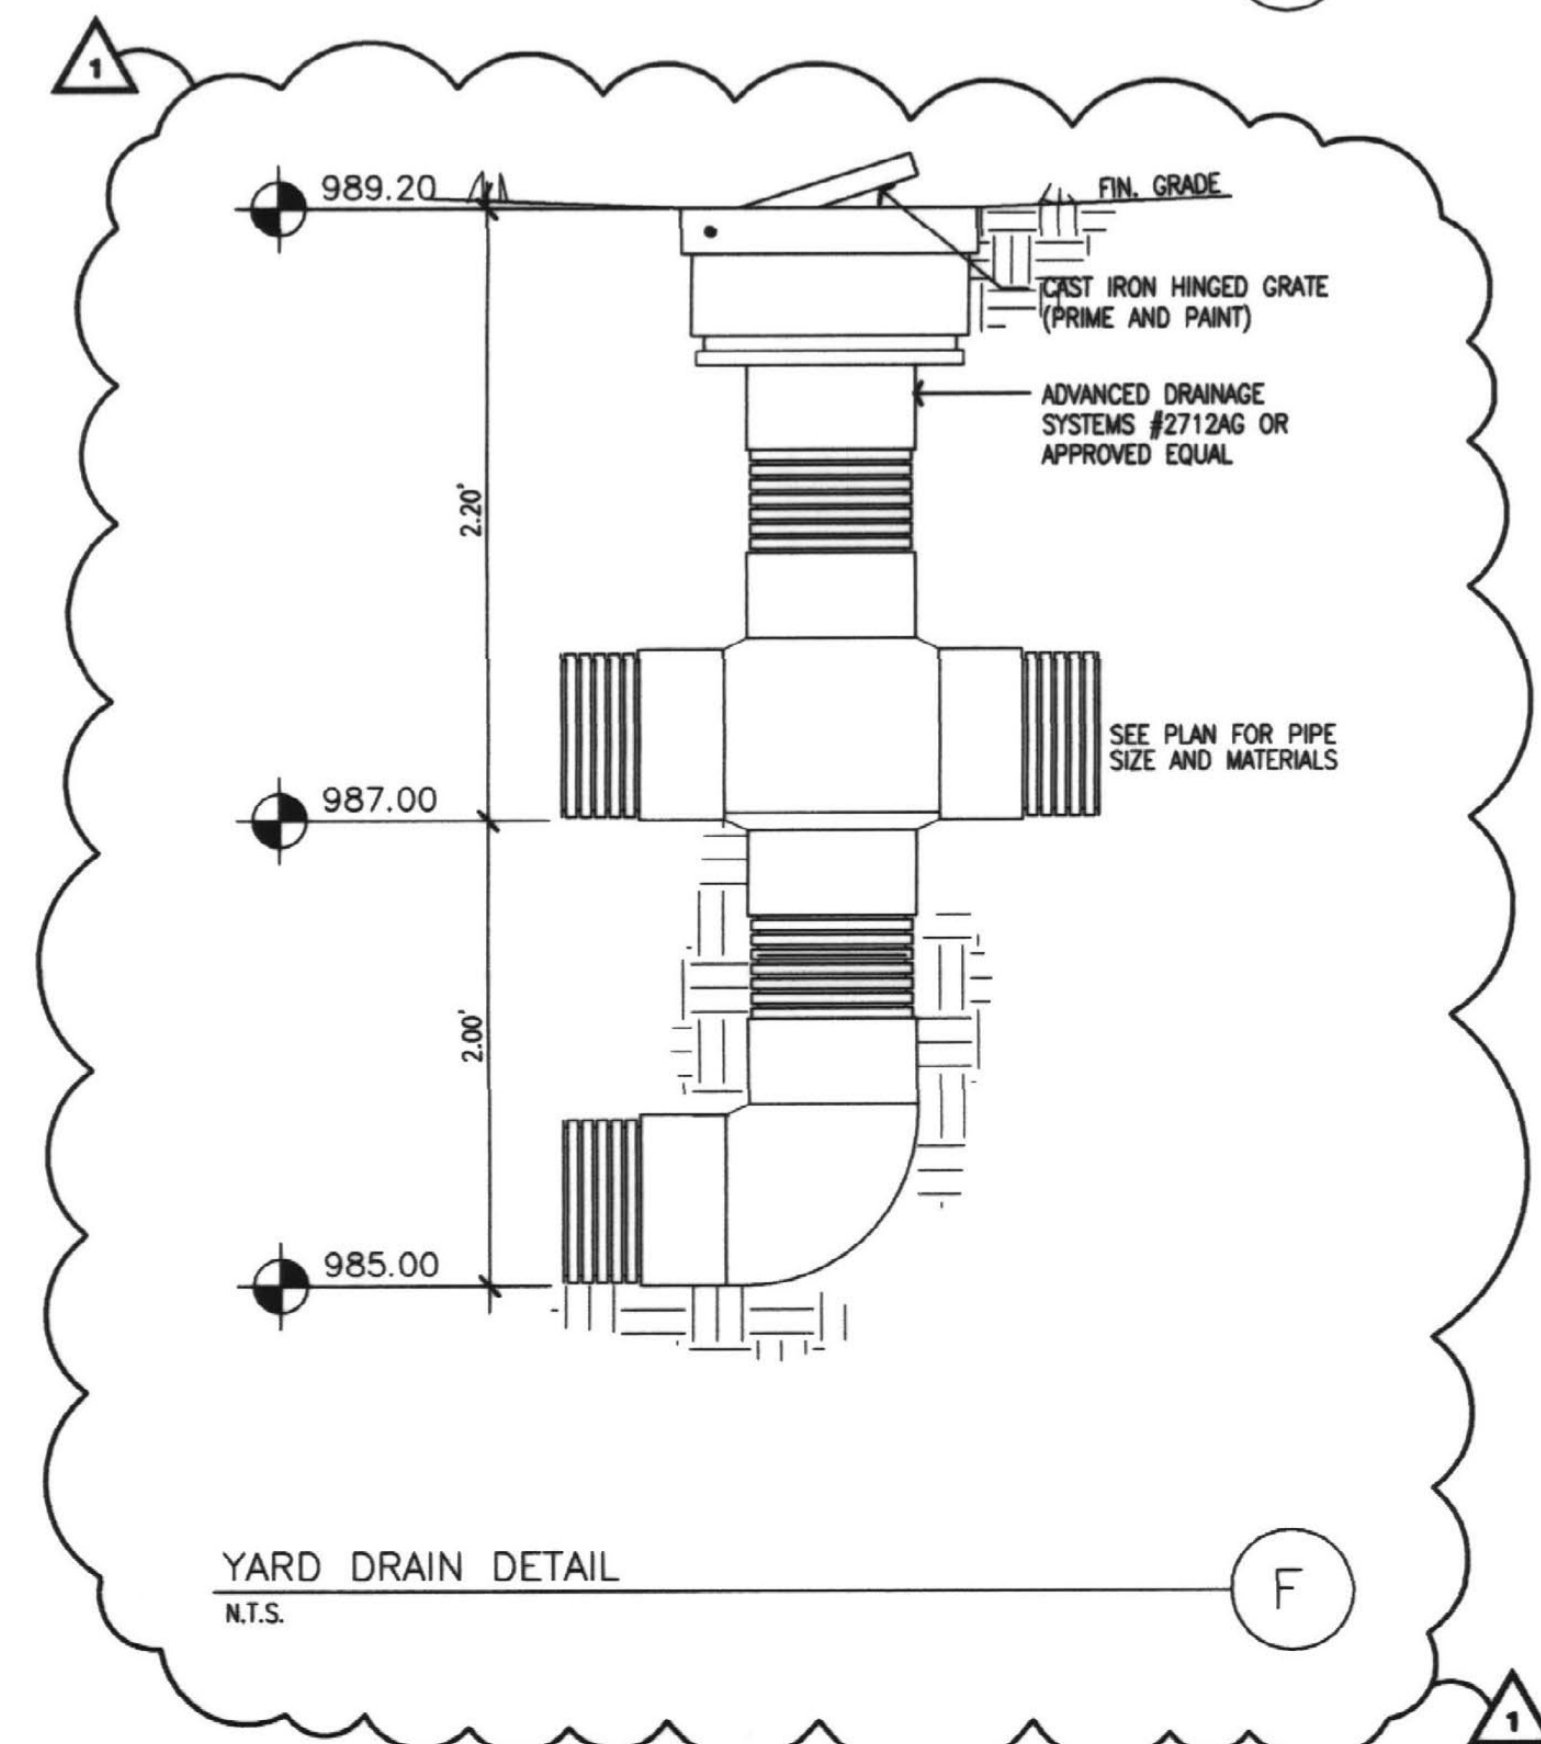 1
989.20
FIN. GRADE
CAST IRON HINGED GRATE
(PRIME AND PAINT)
ADVANCED DRAINAGE
SYSTEMS #2712AG OR
APPROVED EQUAL
2.20'
SEE PLAN FOR PIPE
SIZE AND MATERIALS
987.00
2.00'
985.00
YARD DRAIN DETAIL
F
N.T.S.
1